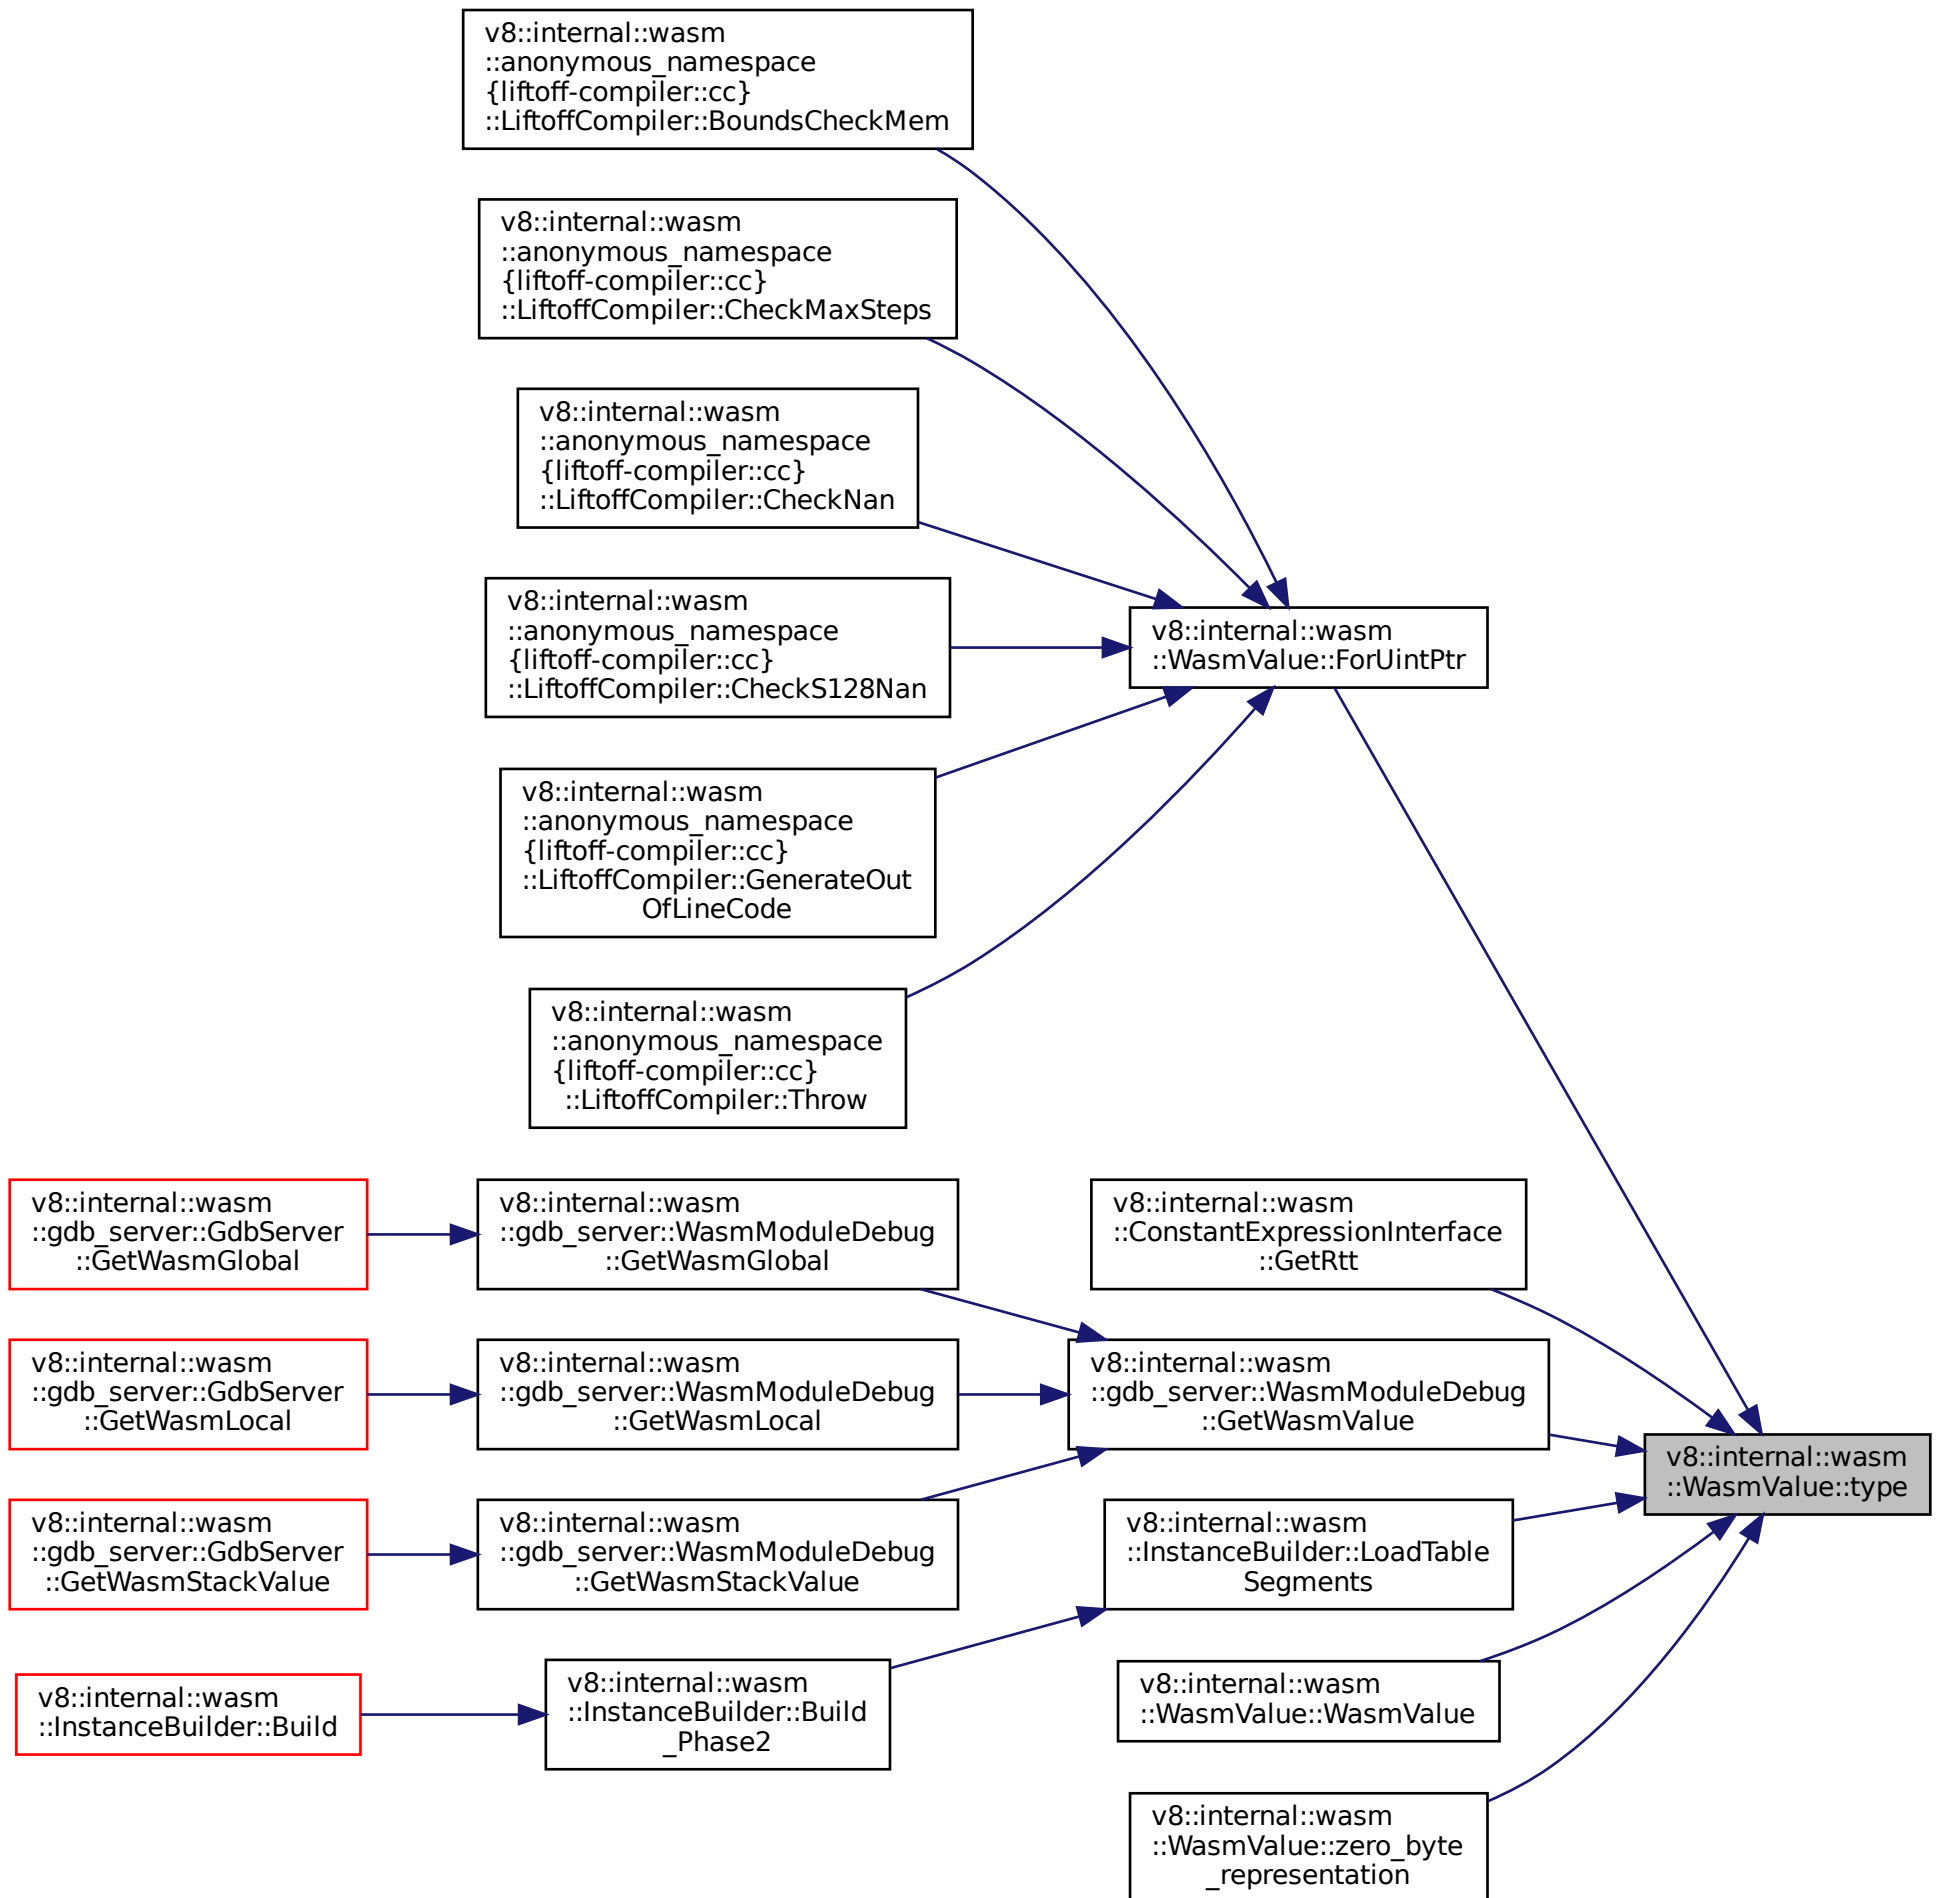 v8::internal::wasm
::anonymous_namespace
{liftoff-compiler::cc}
::LiftoffCompiler::BoundsCheckMem
v8::internal::wasm
::anonymous_namespace
{liftoff-compiler::cc}
::LiftoffCompiler::CheckMaxSteps
v8::internal::wasm
::anonymous_namespace
{liftoff-compiler::cc}
::LiftoffCompiler::CheckNan
v8::internal::wasm
::anonymous_namespace
{liftoff-compiler::cc}
::LiftoffCompiler::CheckS128Nan
v8::internal::wasm
::WasmValue::ForUintPtr
v8::internal::wasm
::anonymous_namespace
{liftoff-compiler::cc}
::LiftoffCompiler::GenerateOut
OfLineCode
v8::internal::wasm
::anonymous_namespace
{liftoff-compiler::cc}
::LiftoffCompiler::Throw
v8::internal::wasm
::gdb_server::GdbServer
::GetWasmGlobal
v8::internal::wasm
::gdb_server::WasmModuleDebug
::GetWasmGlobal
v8::internal::wasm
::ConstantExpressionInterface
::GetRtt
v8::internal::wasm
::gdb_server::GdbServer
::GetWasmLocal
v8::internal::wasm
::gdb_server::WasmModuleDebug
::GetWasmLocal
v8::internal::wasm
::gdb_server::WasmModuleDebug
::GetWasmValue
v8::internal::wasm
::WasmValue::type
v8::internal::wasm
::gdb_server::GdbServer
::GetWasmStackValue
v8::internal::wasm
::gdb_server::WasmModuleDebug
::GetWasmStackValue
v8::internal::wasm
::InstanceBuilder::LoadTable
Segments
v8::internal::wasm
::InstanceBuilder::Build
v8::internal::wasm
::InstanceBuilder::Build
_Phase2
v8::internal::wasm
::WasmValue::WasmValue
v8::internal::wasm
::WasmValue::zero_byte
_representation